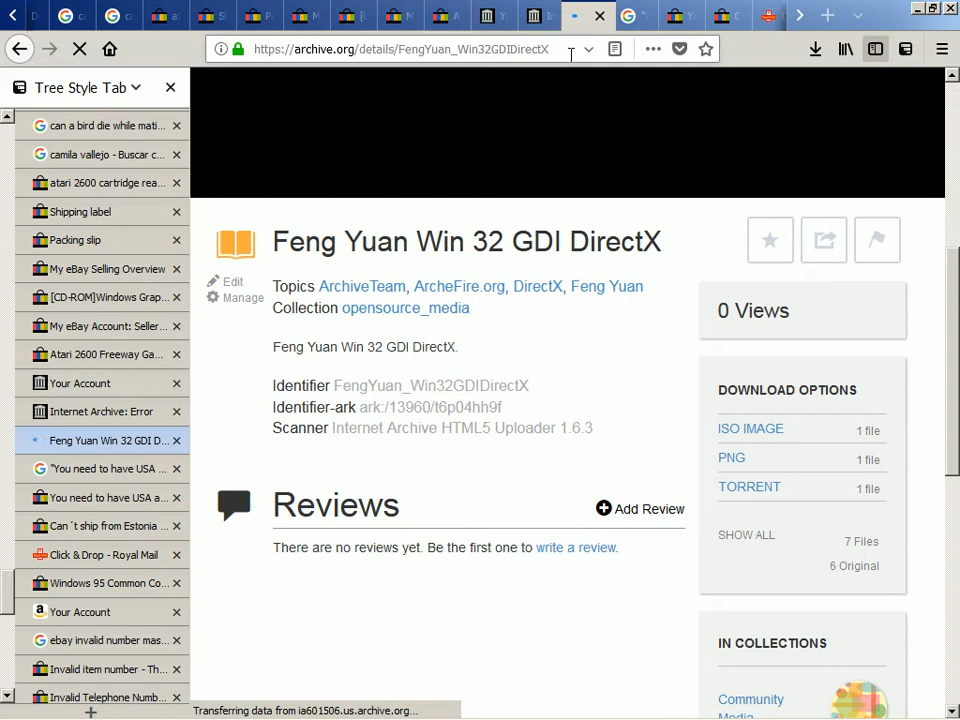 https://archive.org/details/FengYuan_Win32GDIDirectX
Tree Style Tab
can a bird die while mati...
camila vallejo - Buscar c...
atari 2600 cartridge rea...
Shipping label
Packing slip
My eBay Selling Overview
[CD-ROM]Windows Grap...
My eBay Account: Seller...
Atari 2600 Freeway Ga...
Your Account
Internet Archive: Error
Feng Yuan Win 32 GDI D...
"You need to have USA ...
You need to have USA a...
Can´t ship from Estonia ...
Click & Drop - Royal Mail
Windows 95 Common Co...
Your Account
ebay invalid number mas...
Invalid item number - Th...
Invalid Telephone Numb...
Feng Yuan Win 32 GDI DirectX
Edit
Manage
Topics ArchiveTeam, ArcheFire.org, DirectX, Feng Yuan
Collection opensource_media
Feng Yuan Win 32 GDI DirectX.
Identifier FengYuan_Win32GDIDirectX
Identifier-ark ark:/13960/t6p04hh9f
Scanner Internet Archive HTML5 Uploader 1.6.3
Reviews
Add Review
There are no reviews yet. Be the first one to write a review.
0 Views
DOWNLOAD OPTIONS
ISO IMAGE 1 file
PNG 1 file
TORRENT 1 file
SHOW ALL 7 Files
6 Original
IN COLLECTIONS
Community
Media
Transferring data from ia601506.us.archive.org...